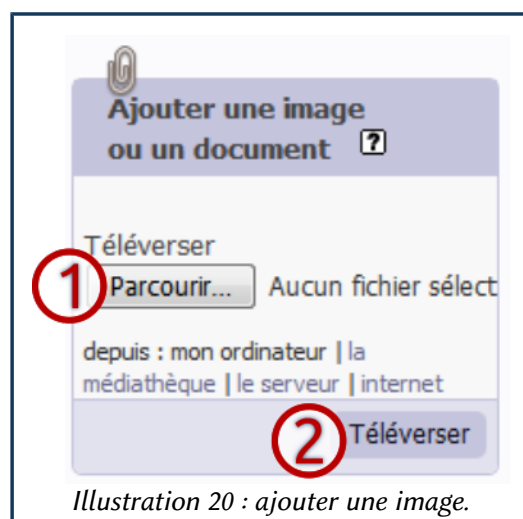 Ajouter une image
ou un document ?
Téléverser
1 Parcourir... Aucun fichier sélect
depuis : mon ordinateur | la
médiathèque | le serveur | internet
2 Téléverser
Illustration 20 : ajouter une image.